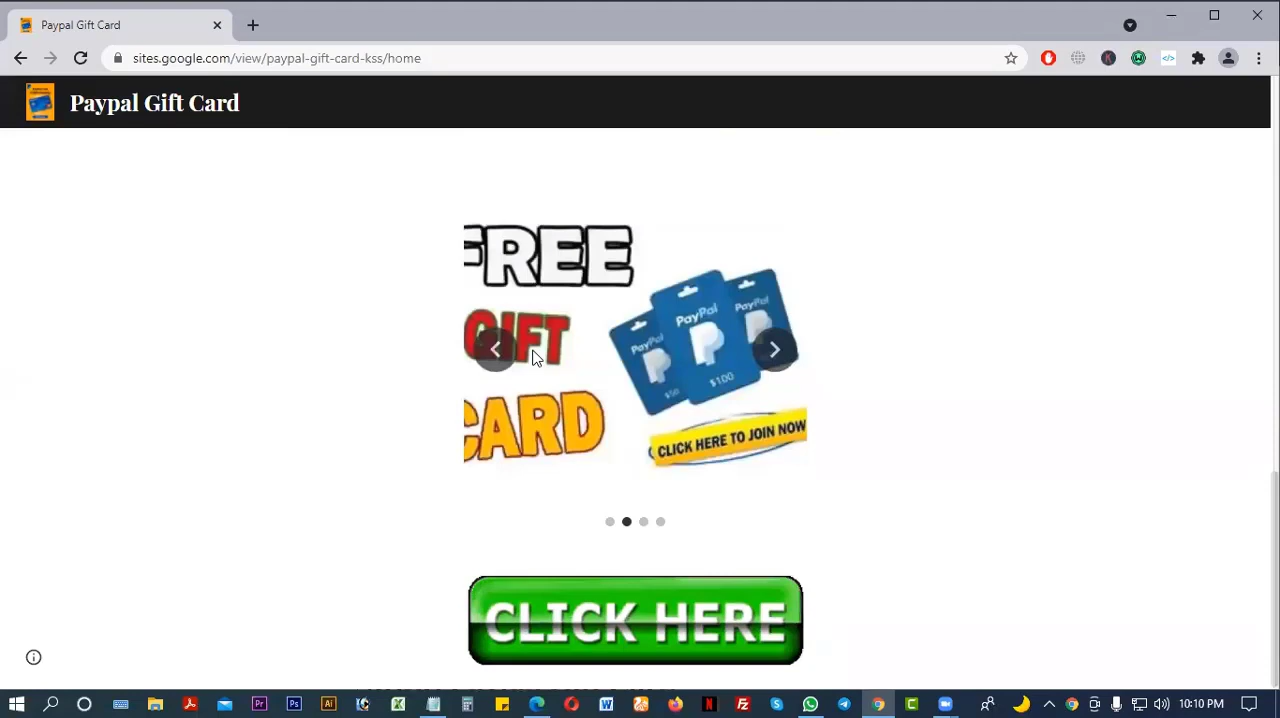 Paypal Gift Card
sites.google.com/view/paypal-gift-card-kse/home
Paypal Gift Card
FREE
GIFT
CARD
PayPal
PayPal
PayPal
$100
CLICK HERE TO JOIN NOW
CLICK HERE
10:10 PM